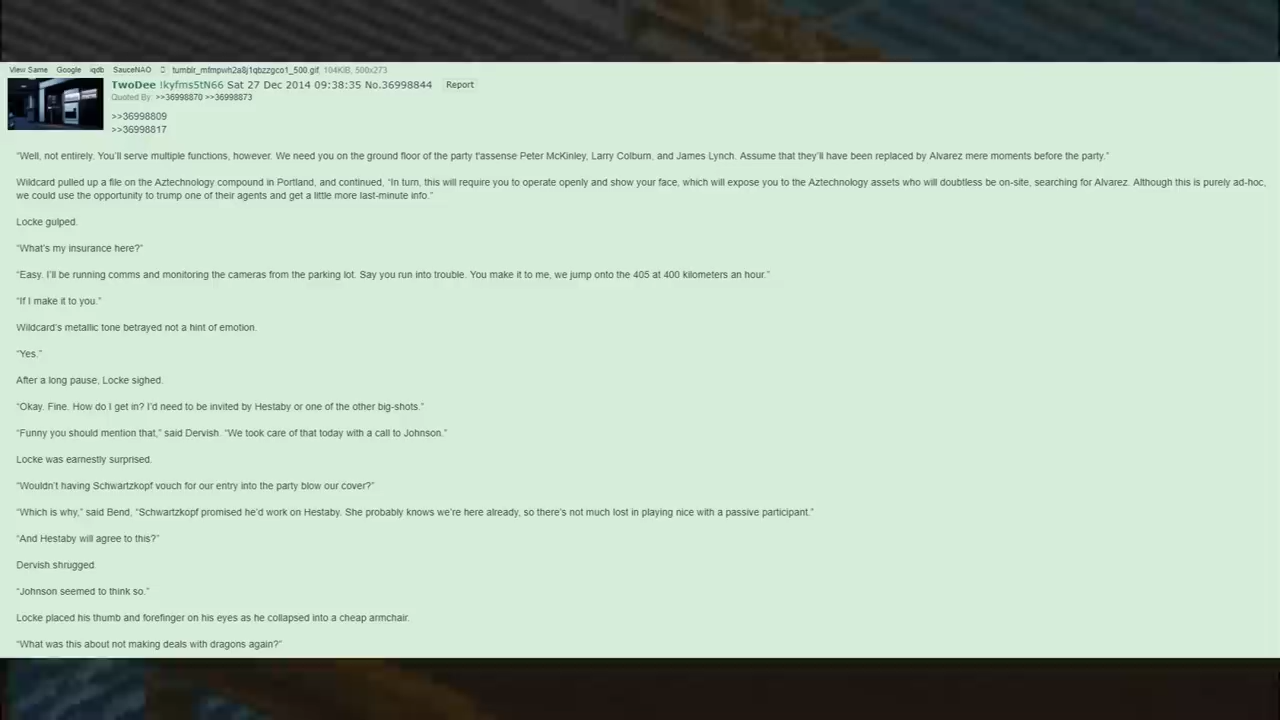 View Same Google iqdb SauceNAO tumblr_mfmpwh2a8j1qbzzgco1_500.gif, 104KiB, 500x273
TwoDee !kyfms5tN66 Sat 27 Dec 2014 09:38:35 No.36998844 Report
Quoted By: >>36998870 >>36998873
>>36998809
>>36998817
“Well, not entirely. You’ll serve multiple functions, however. We need you on the ground floor of the party t'assense Peter McKinley, Larry Colburn, and James Lynch. Assume that they’ll have been replaced by Alvarez mere moments before the party.”
Wildcard pulled up a file on the Aztechnology compound in Portland, and continued, “In turn, this will require you to operate openly and show your face, which will expose you to the Aztechnology assets who will doubtless be on-site, searching for Alvarez. Although this is purely ad-hoc,
we could use the opportunity to trump one of their agents and get a little more last-minute info.”
Locke gulped.
“What’s my insurance here?”
“Easy. I’ll be running comms and monitoring the cameras from the parking lot. Say you run into trouble. You make it to me, we jump onto the 405 at 400 kilometers an hour.”
“If I make it to you.”
Wildcard’s metallic tone betrayed not a hint of emotion.
“Yes.”
After a long pause, Locke sighed.
“Okay. Fine. How do I get in? I’d need to be invited by Hestaby or one of the other big-shots.”
“Funny you should mention that,” said Dervish. “We took care of that today with a call to Johnson.”
Locke was earnestly surprised.
“Wouldn’t having Schwartzkopf vouch for our entry into the party blow our cover?”
“Which is why,” said Bend, “Schwartzkopf promised he’d work on Hestaby. She probably knows we’re here already, so there’s not much lost in playing nice with a passive participant.”
“And Hestaby will agree to this?”
Dervish shrugged.
“Johnson seemed to think so.”
Locke placed his thumb and forefinger on his eyes as he collapsed into a cheap armchair.
“What was this about not making deals with dragons again?”